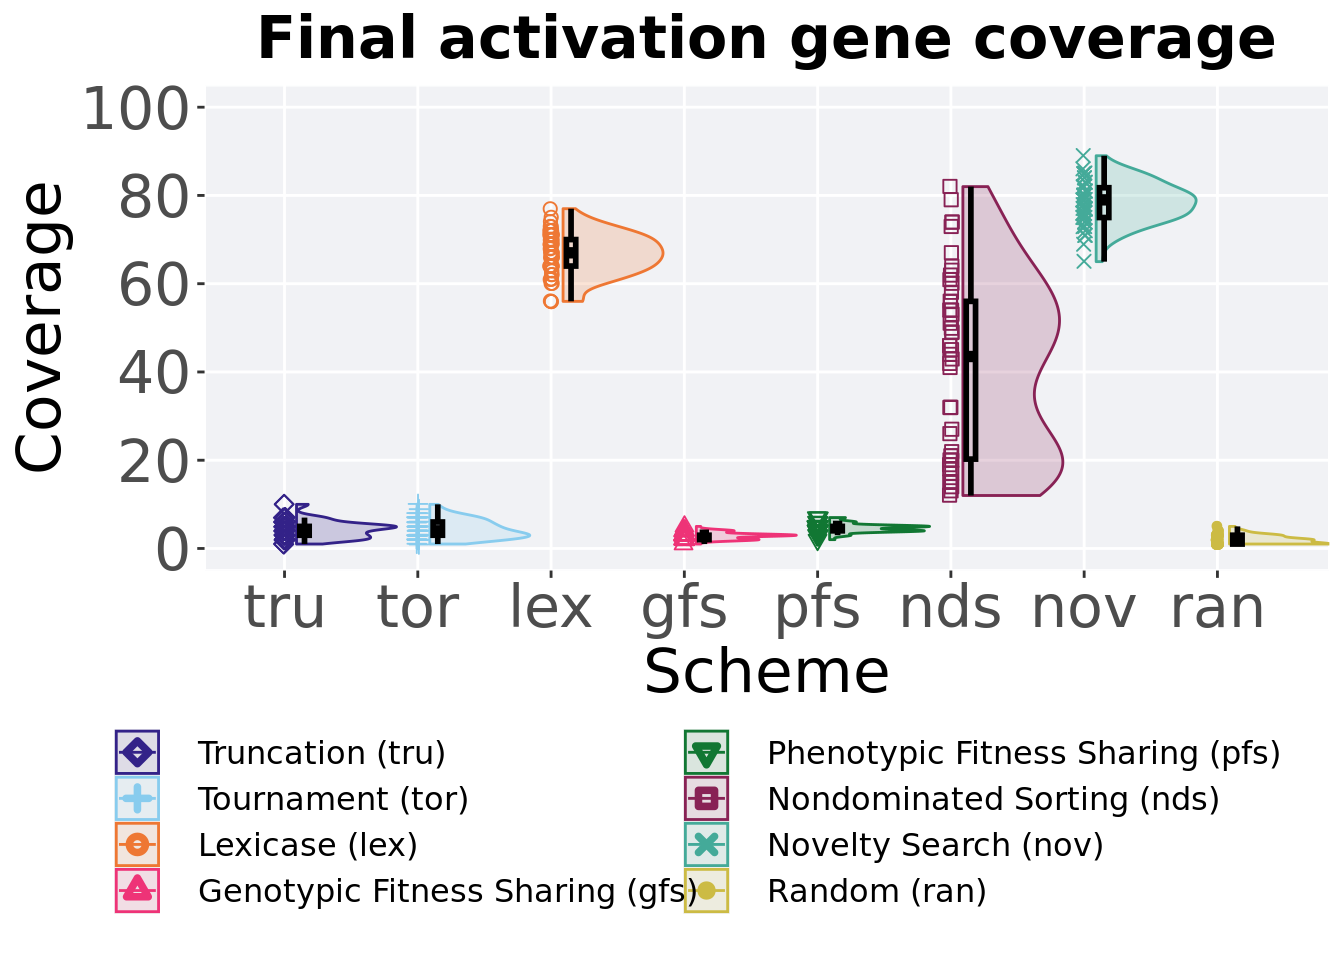 Final activation gene coverage
Coverage
100
80
60
40
20
0
tru tor lex gfs pfs nds nov ran
Scheme
Truncation (tru)
Tournament (tor)
Lexicase (lex)
Genotypic Fitness Sharing (gfs)
Phenotypic Fitness Sharing (pfs)
Nondominated Sorting (nds)
Novelty Search (nov)
Random (ran)